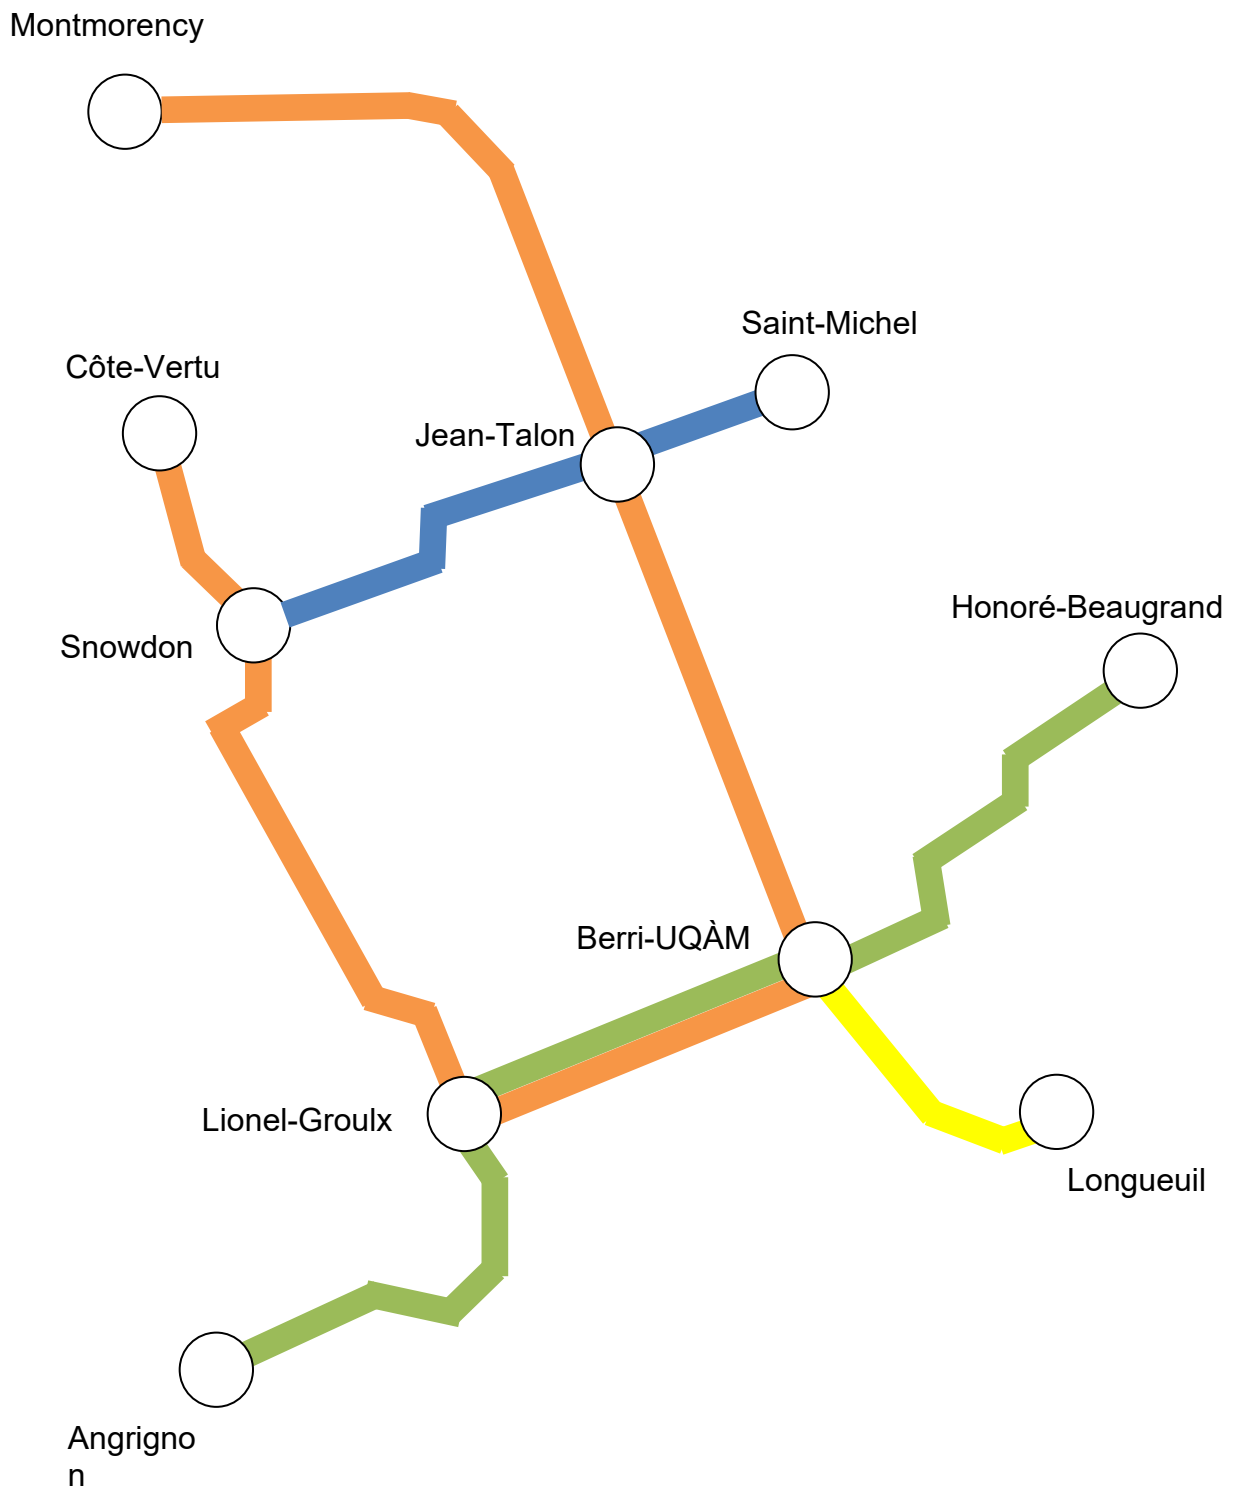 Montmorency
Saint-Michel
Côte-Vertu
Jean-Talon
Honoré-Beaugrand
Snowdon
Berri-UQÀM
Lionel-Groulx
Longueuil
Angrigno
n